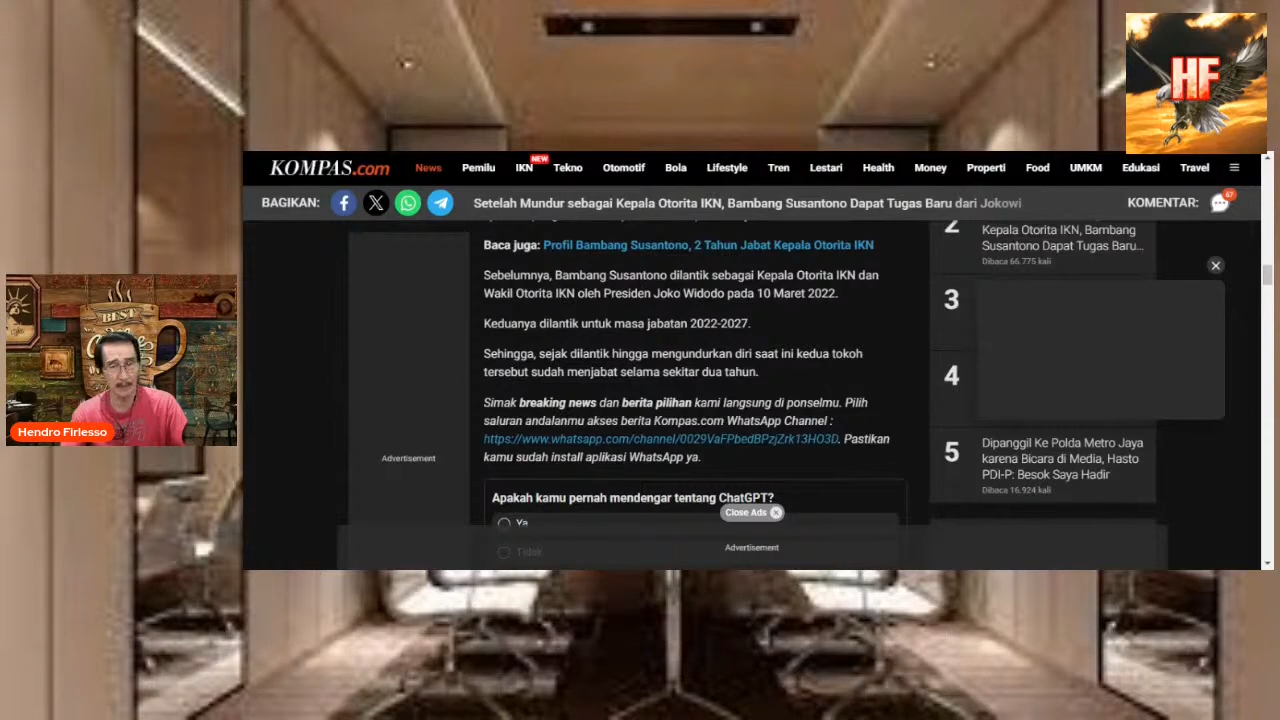 HF
KOMPAS.com
News Pemilu IKN NEW Tekno Otomotif Bola Lifestyle Tren Lestari Health Money Properti Food UMKM Edukasi Travel
BAGIKAN: Setelah Mundur sebagai Kepala Otorita IKN, Bambang Susantono Dapat Tugas Baru dari Jokowi KOMENTAR: 67
Baca juga: Profil Bambang Susantono, 2 Tahun Jabat Kepala Otorita IKN
Sebelumnya, Bambang Susantono dilantik sebagai Kepala Otorita IKN dan
Wakil Otorita IKN oleh Presiden Joko Widodo pada 10 Maret 2022.
Keduanya dilantik untuk masa jabatan 2022-2027.
Sehingga, sejak dilantik hingga mengundurkan diri saat ini kedua tokoh
tersebut sudah menjabat selama sekitar dua tahun.
Simak breaking news dan berita pilihan kami langsung di ponselmu. Pilih
saluran andalanmu akses berita Kompas.com WhatsApp Channel :
https://www.whatsapp.com/channel/0029VaFPbedBPzjZrk13HO3D. Pastikan
kamu sudah install aplikasi WhatsApp ya.
Apakah kamu pernah mendengar tentang ChatGPT?
Ya
Tidak
Close Ads
Advertisement
Advertisement
2
Kepala Otorita IKN, Bambang
Susantono Dapat Tugas Baru...
Dibaca 66.775 kali
3
4
5
Dipanggil Ke Polda Metro Jaya
karena Bicara di Media, Hasto
PDI-P: Besok Saya Hadir
Dibaca 16.924 kali
BEST
Hendro Firlesso